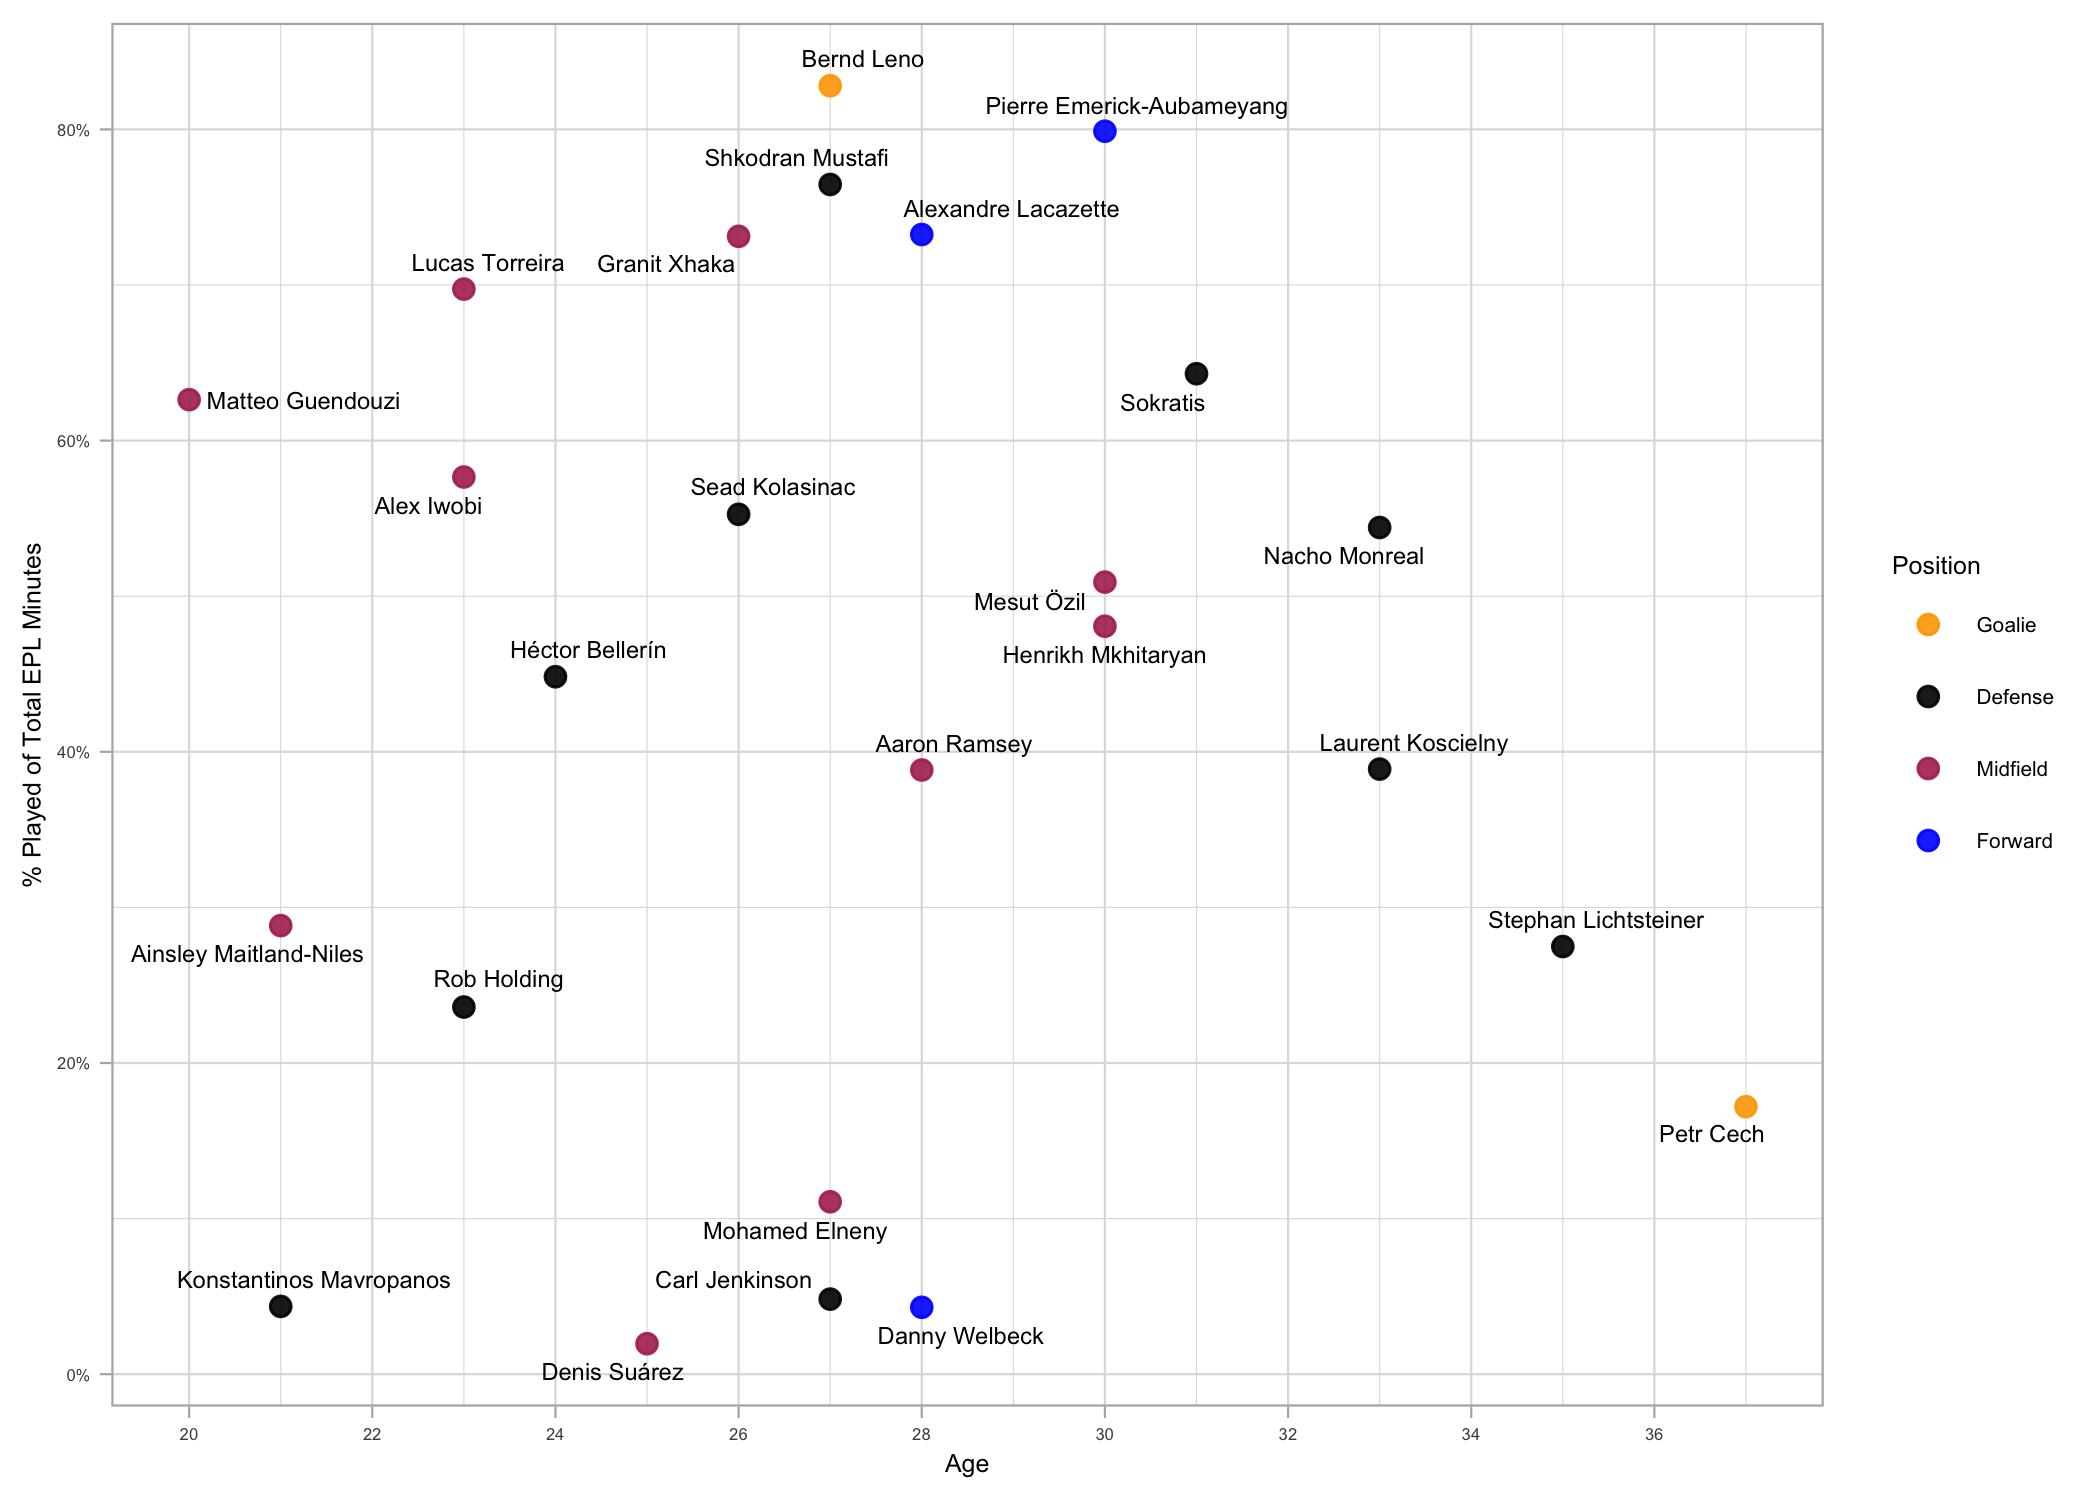 Bernd Leno
Pierre Emerick-Aubameyang
80%
Shkodran Mustafi
Alexandre Lacazette
Lucas Torreira
Granit Xhaka
Matteo Guendouzi
Sokratis
60%
Sead Kolasinac
Alex Iwobi
Nacho Monreal
Mesut Özil
Héctor Bellerín
Henrikh Mkhitaryan
% Played of Total EPL Minutes
40%
Aaron Ramsey
Laurent Koscielny
Stephan Lichtsteiner
Ainsley Maitland-Niles
Rob Holding
20%
Petr Cech
Mohamed Elneny
Konstantinos Mavropanos
Carl Jenkinson
Danny Welbeck
Denis Suárez
0%
20 22 24 26 28 30 32 34 36
Age
Position
Goalie
Defense
Midfield
Forward